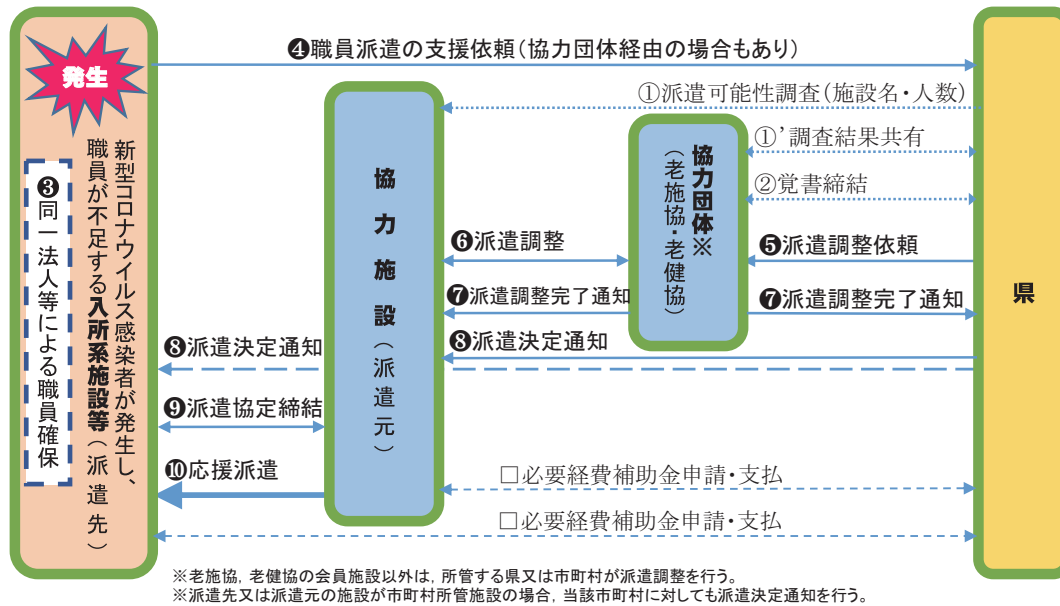 ❹職員派遣の支援依頼（協力団体経由の場合もあり）
発生
新型コロナウイルス感染者が発生し、
職員が不足する入所系施設等（派遣先）
❸同一法人等による職員確保
①派遣可能性調査（施設名・人数）
協力施設（派遣元）
協力団体※
（老施協・老健協）
①’調査結果共有
②覚書締結
県
❻派遣調整
❺派遣調整依頼
❼派遣調整完了通知
❼派遣調整完了通知
❽派遣決定通知
❽派遣決定通知
❾派遣協定締結
❿応援派遣
□必要経費補助金申請・支払
□必要経費補助金申請・支払
※老施協，老健協の会員施設以外は，所管する県又は市町村が派遣調整を行う。
※派遣先又は派遣元の施設が市町村所管施設の場合，当該市町村に対しても派遣決定通知を行う。